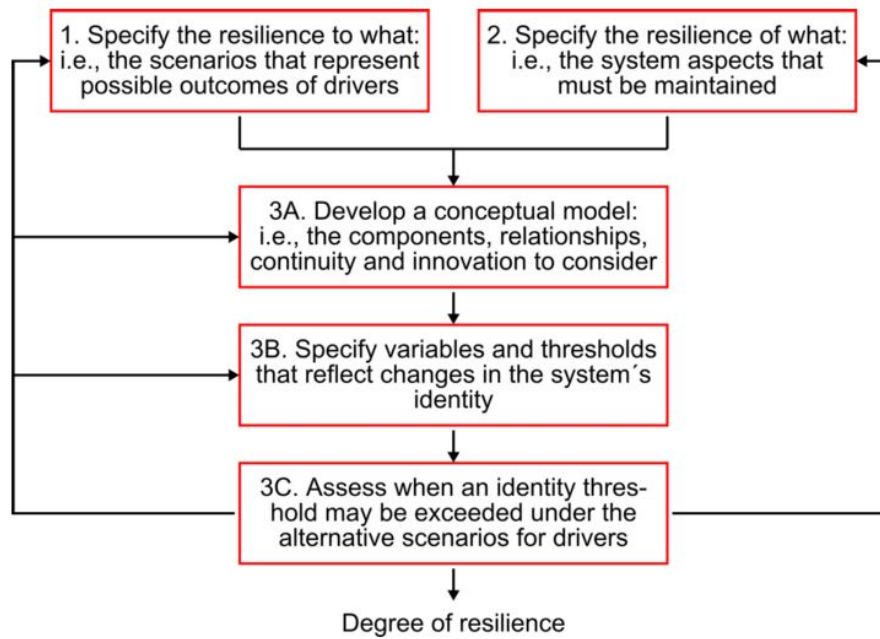 1. Specify the resilience to what:
i.e., the scenarios that represent
possible outcomes of drivers
2. Specify the resilience of what:
i.e., the system aspects that
must be maintained
3A. Develop a conceptual model:
i.e., the components, relationships,
continuity and innovation to consider
3B. Specify variables and thresholds
that reflect changes in the system´s
identity
3C. Assess when an identity thres-
hold may be exceeded under the
alternative scenarios for drivers
Degree of resilience